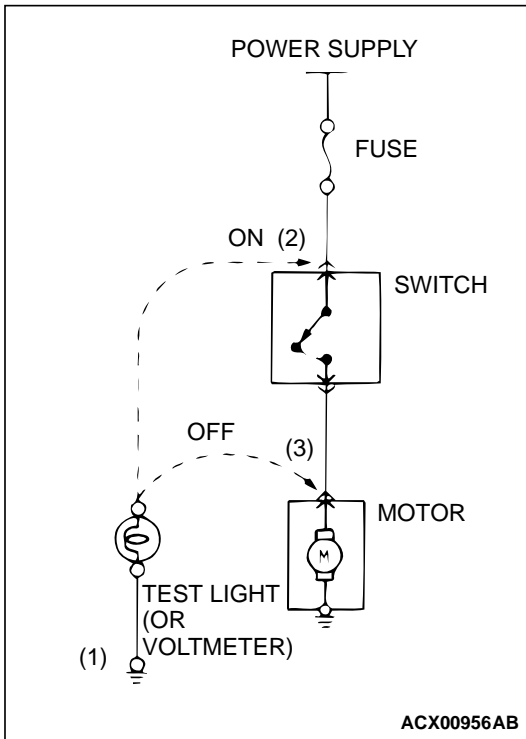 POWER SUPPLY
FUSE
ON (2)
SWITCH
OFF
(3)
MOTOR
M
TEST LIGHT
(OR
VOLTMETER)
(1)
ACX00956AB